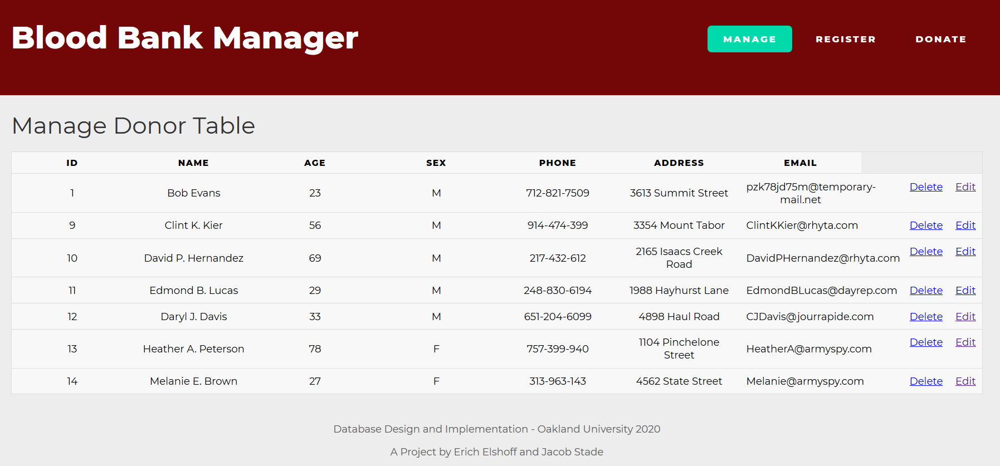 Blood Bank Manager
MANAGE REGISTER DONATE
Manage Donor Table
ID NAME AGE SEX PHONE ADDRESS EMAIL
1 Bob Evans 23 M 712-821-7509 3613 Summit Street pzk78jd75m@temporary-
mail.net Delete Edit
9 Clint K. Kier 56 M 914-474-399 3354 Mount Tabor ClintKKier@rhyta.com Delete Edit
10 David P. Hernandez 69 M 217-432-612 2165 Isaacs Creek
Road DavidPHernandez@rhyta.com Delete Edit
11 Edmond B. Lucas 29 M 248-830-6194 1988 Hayhurst Lane EdmondBLucas@dayrep.com Delete Edit
12 Daryl J. Davis 33 M 651-204-6099 4898 Haul Road CJDavis@jourrapide.com Delete Edit
13 Heather A. Peterson 78 F 757-399-940 1104 Pinchelone
Street HeatherA@armyspy.com Delete Edit
14 Melanie E. Brown 27 F 313-963-143 4562 State Street Melanie@armyspy.com Delete Edit
Database Design and Implementation - Oakland University 2020
A Project by Erich Elshoff and Jacob Stade